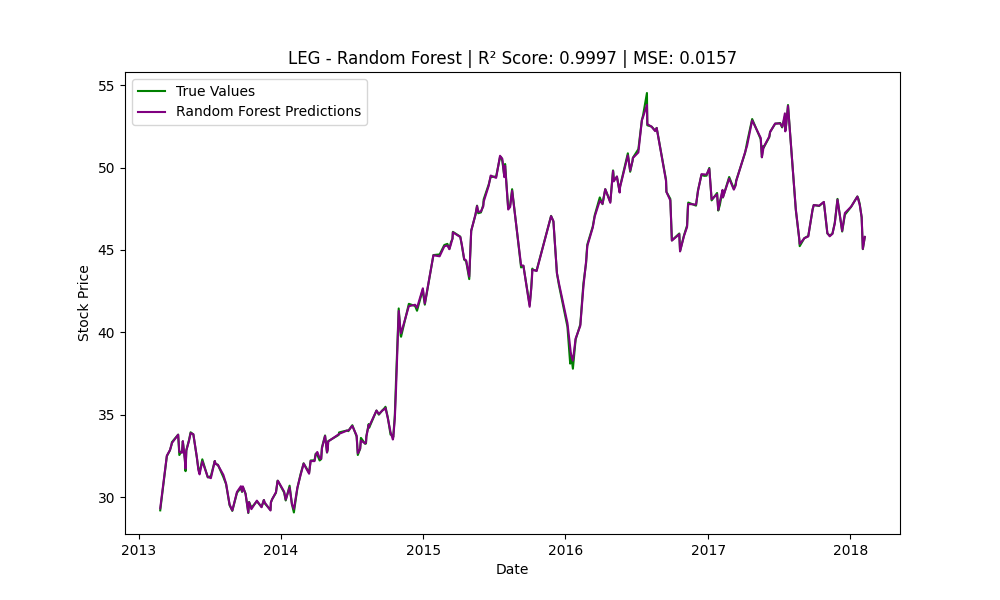 LEG - Random Forest | R² Score: 0.9997 | MSE: 0.0157
True Values
Random Forest Predictions
55
50
45
40
35
30
Stock Price
2013
2014
2015
2016
2017
2018
Date